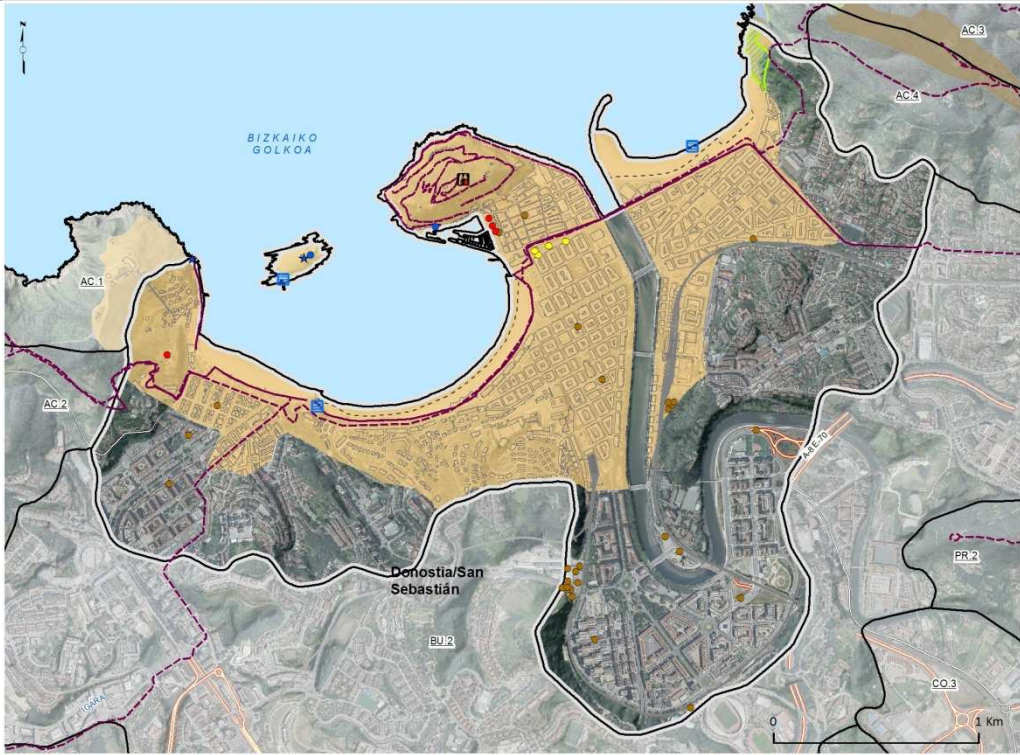 N
AC.3
AC.4
BIZKAIKO
GOLKOA
AC.1
AC.2
A-8 E-70
PR.2
Donostia/San
Sebastián
BU.2
CO.3
IGARA
0
1 Km